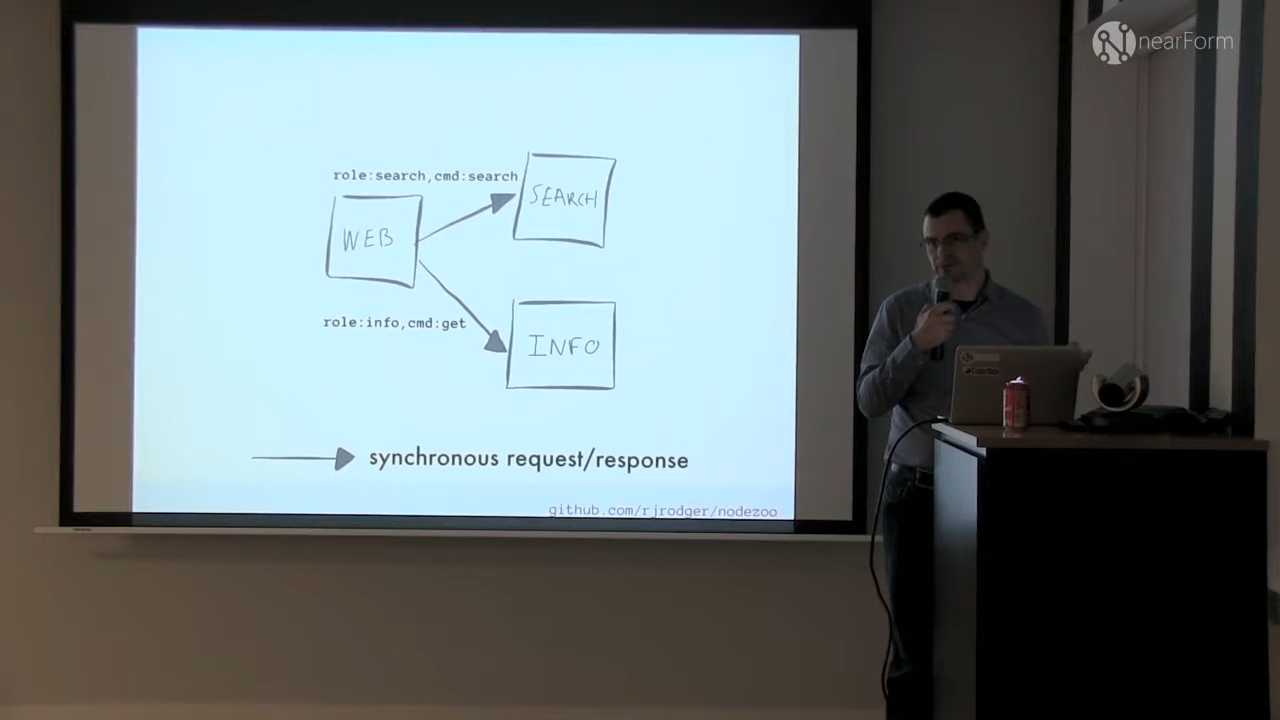 nearForm
role:search,cmd:search
SEARCH
WEB
role:info,cmd:get
INFO
synchronous request/response
github.com/rjrodger/nodezoo